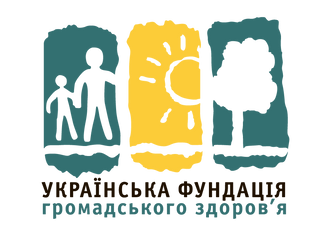 УКРАЇНСЬКА ФУНДАЦІЯ
громадського здоров'я